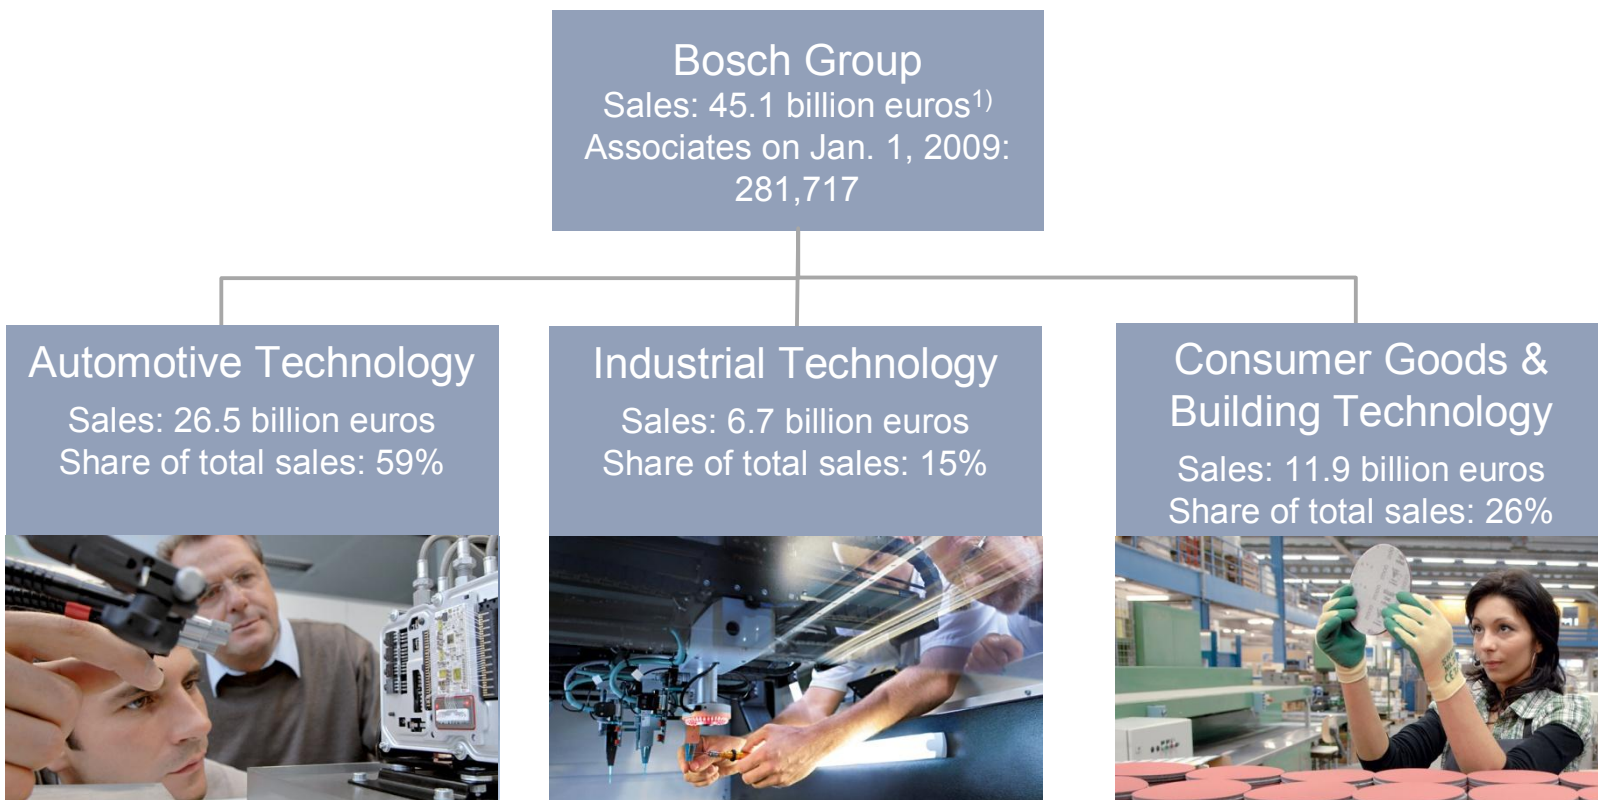 Bosch Group
Sales: 45.1 billion euros1)
Associates on Jan. 1, 2009:
281,717
Automotive Technology
Sales: 26.5 billion euros
Share of total sales: 59%
Industrial Technology
Sales: 6.7 billion euros
Share of total sales: 15%
Consumer Goods &
Building Technology
Sales: 11.9 billion euros
Share of total sales: 26%